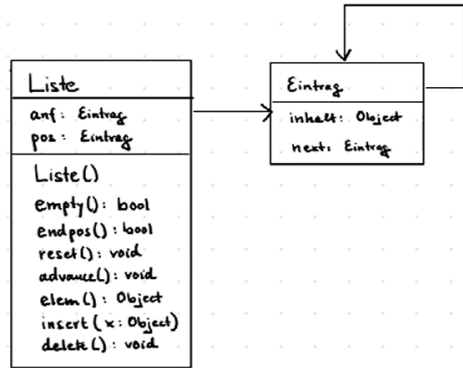 Liste
anf: Eintrag
pos: Eintrag
Liste()
empty(): bool
endpos(): bool
reset(): void
advance(): void
elem(): Object
insert(x: Object)
delete(): void
Eintrag
inhalt: Object
next: Eintrag